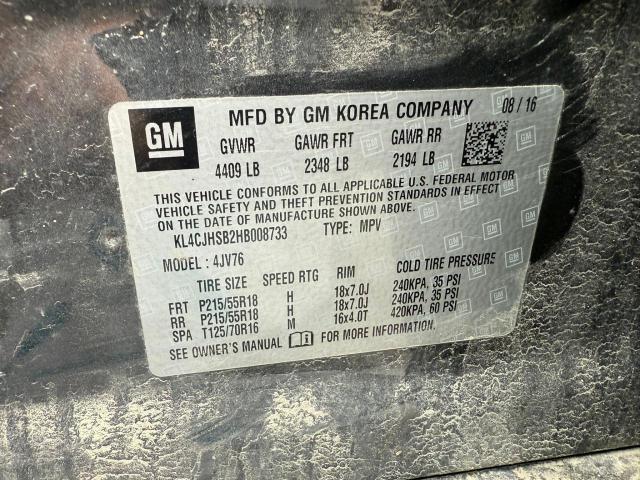 GM
MFD BY GM KOREA COMPANY 08 / 16
GVWR GAWR FRT GAWR RR
4409 LB 2348 LB 2194 LB
THIS VEHICLE CONFORMS TO ALL APPLICABLE U.S. FEDERAL MOTOR
VEHICLE SAFETY AND THEFT PREVENTION STANDARDS IN EFFECT
ON THE DATE OF MANUFACTURE SHOWN ABOVE.
KL4CJHSB2HB008733 TYPE: MPV
MODEL : 4JV76
TIRE SIZE SPEED RTG RIM COLD TIRE PRESSURE
FRT P215/55R18 H 18x7.0J 240KPA, 35 PSI
RR P215/55R18 H 18x7.0J 240KPA, 35 PSI
SPA T125/70R16 M 16x4.0T 420KPA, 60 PSI
SEE OWNER'S MANUAL FOR MORE INFORMATION.